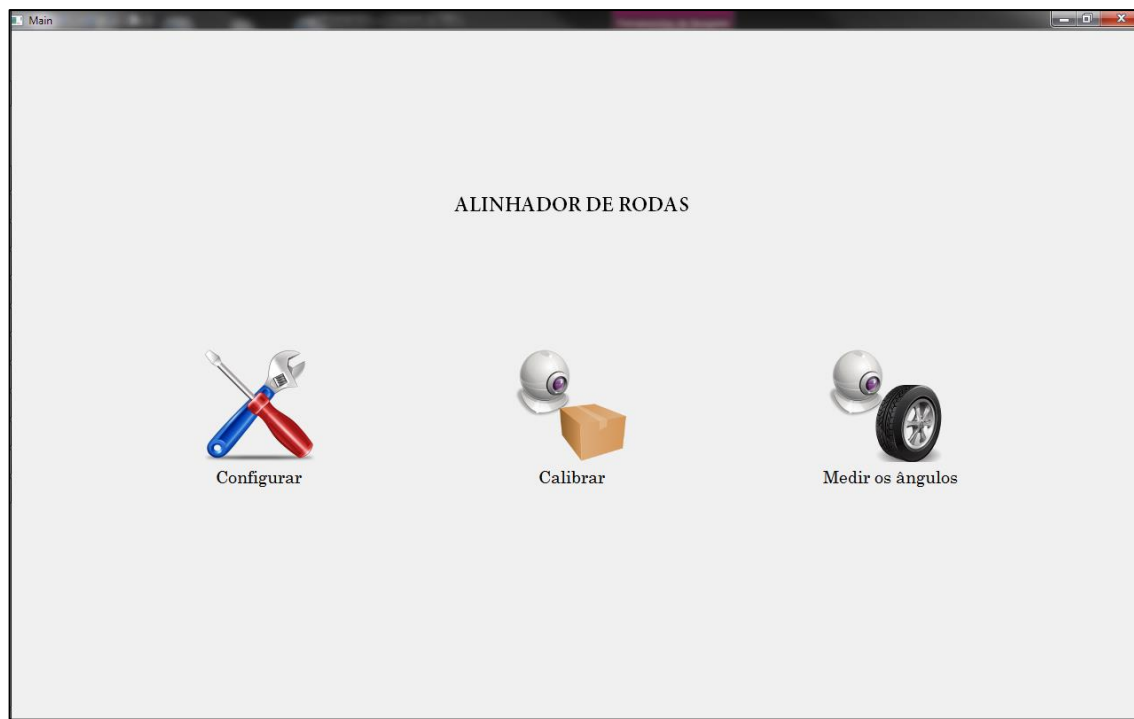 Main
ALINHADOR DE RODAS
Configurar
Calibrar
Medir os ângulos